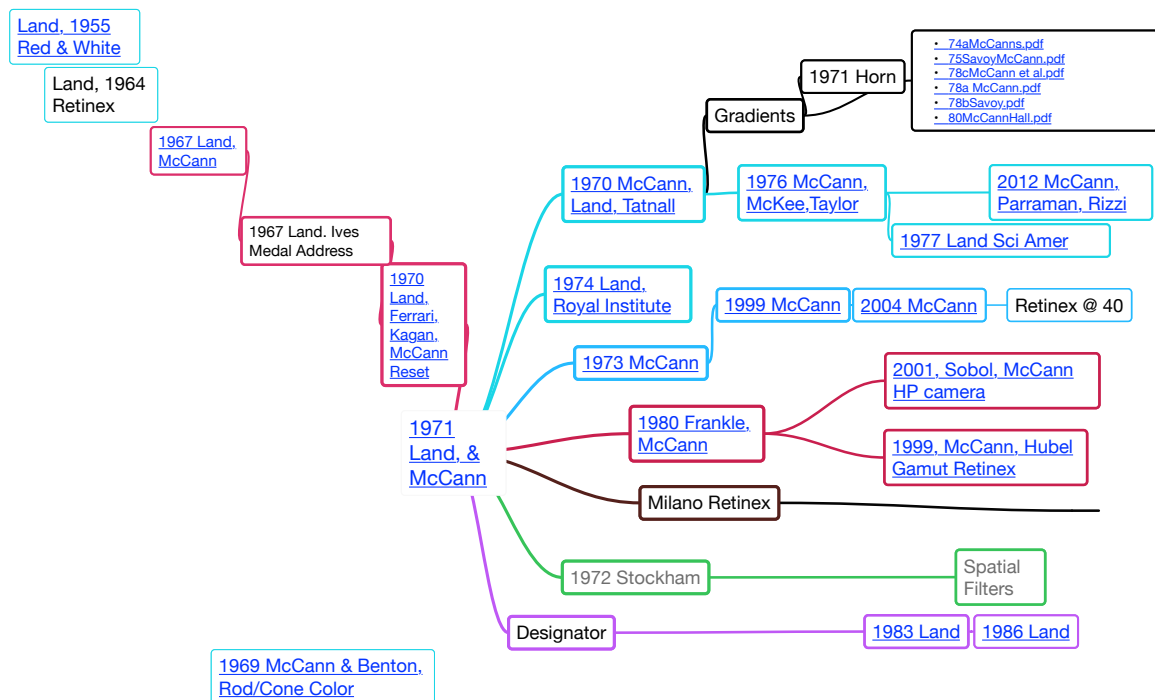 Land, 1955
Red & White
Land, 1964
Retinex
1967 Land,
McCann
1967 Land. Ives
Medal Address
1970
Land,
Ferrari,
Kagan,
McCann
Reset
1971
Land, &
McCann
1969 McCann & Benton,
Rod/Cone Color
1970 McCann,
Land, Tatnall
Gradients
1971 Horn
• 74aMcCanns.pdf
• 75SavoyMcCann.pdf
• 78cMcCann et al.pdf
• 78a McCann.pdf
• 78bSavoy.pdf
• 80McCannHall.pdf
1976 McCann,
McKee,Taylor
2012 McCann,
Parraman, Rizzi
1977 Land Sci Amer
1974 Land,
Royal Institute
1973 McCann
1999 McCann
2004 McCann
Retinex @ 40
1980 Frankle,
McCann
2001, Sobol, McCann
HP camera
1999, McCann, Hubel
Gamut Retinex
Milano Retinex
1972 Stockham
Spatial
Filters
Designator
1983 Land
1986 Land